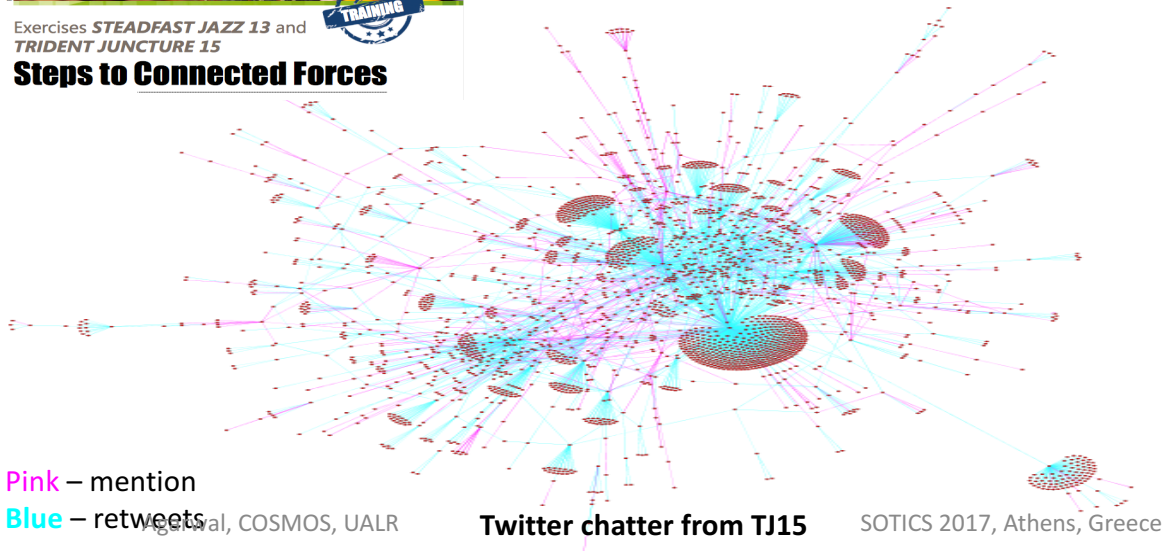 TRAINING
Exercises STEADFAST JAZZ 13 and
TRIDENT JUNCTURE 15
Steps to Connected Forces
Pink – mention
Blue – retweets
Agarwal, COSMOS, UALR
Twitter chatter from TJ15
SOTICS 2017, Athens, Greece